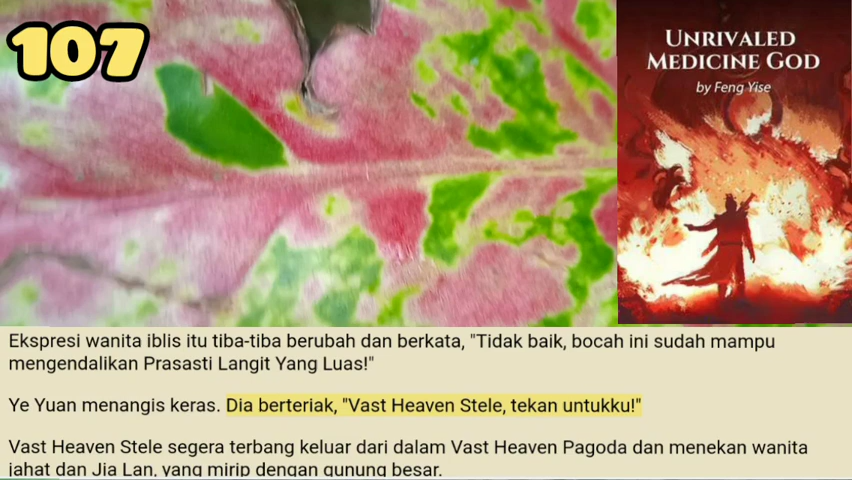 107
UNRIVALED
MEDICINE GOD
by Feng Yise
Ekspresi wanita iblis itu tiba-tiba berubah dan berkata, "Tidak baik, bocah ini sudah mampu
mengendalikan Prasasti Langit Yang Luas!"
Ye Yuan menangis keras. Dia berteriak, "Vast Heaven Stele, tekan untukku!"
Vast Heaven Stele segera terbang keluar dari dalam Vast Heaven Pagoda dan menekan wanita
jahat dan Jia Lan, yang mirip dengan gunung besar.